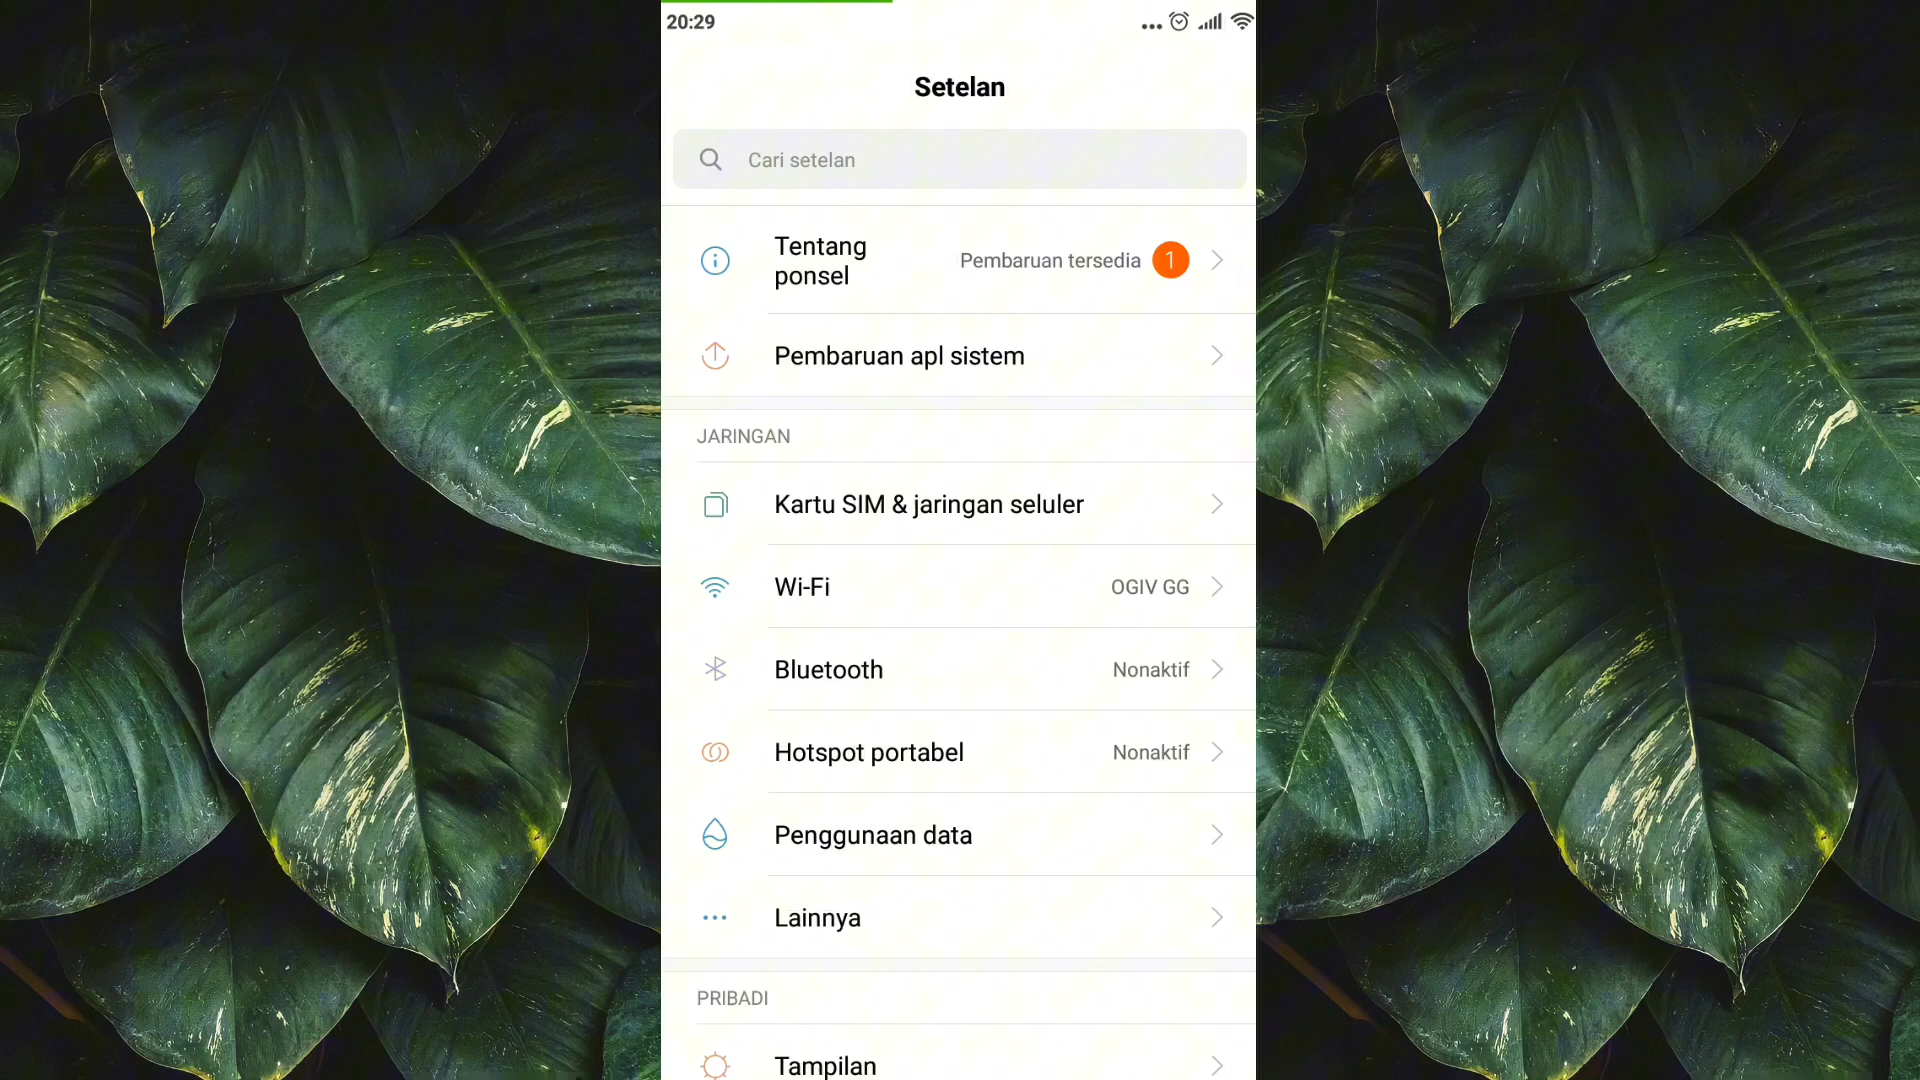 20:29
Setelan
Cari setelan
Tentang
ponsel
Pembaruan tersedia 1
Pembaruan apl sistem
JARINGAN
Kartu SIM & jaringan seluler
Wi-Fi OGIV GG
Bluetooth Nonaktif
Hotspot portabel Nonaktif
Penggunaan data
Lainnya
PRIBADI
Tampilan